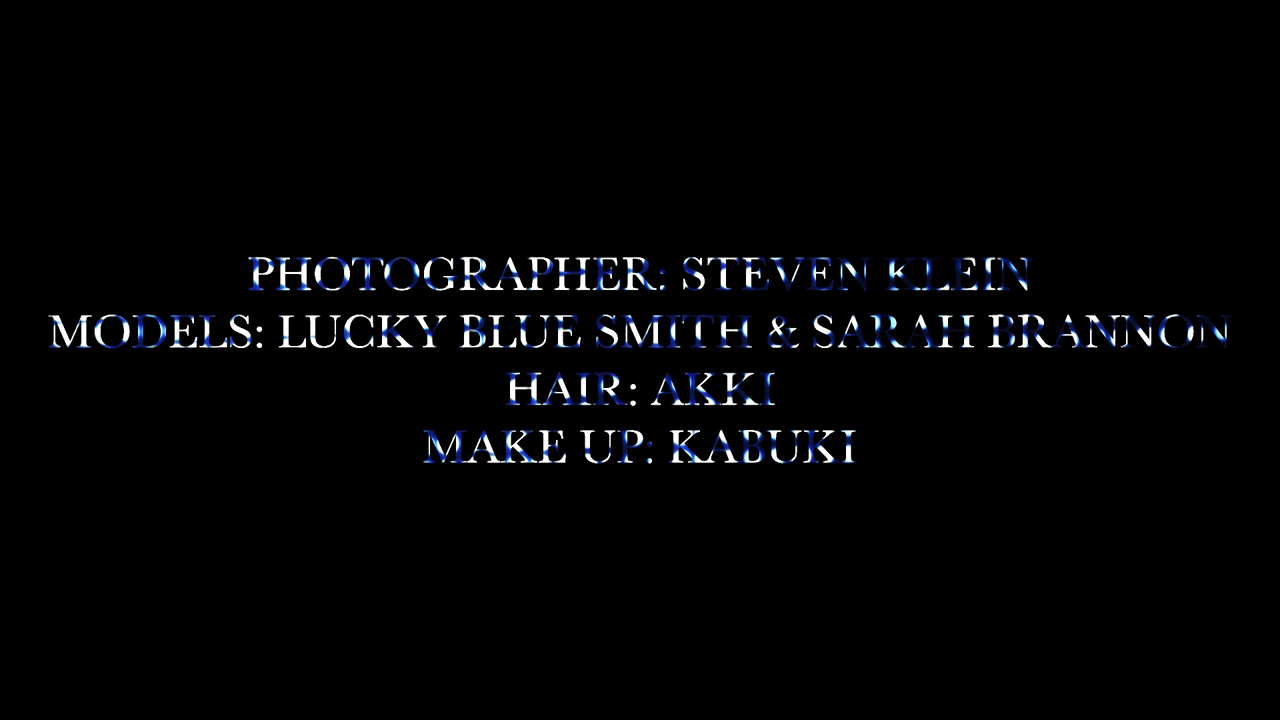 PHOTOGRAPHER: STEVEN KLEIN
MODELS: LUCKY BLUE SMITH & SARAH BRANNON
HAIR: AKKI
MAKE UP: KABUKI